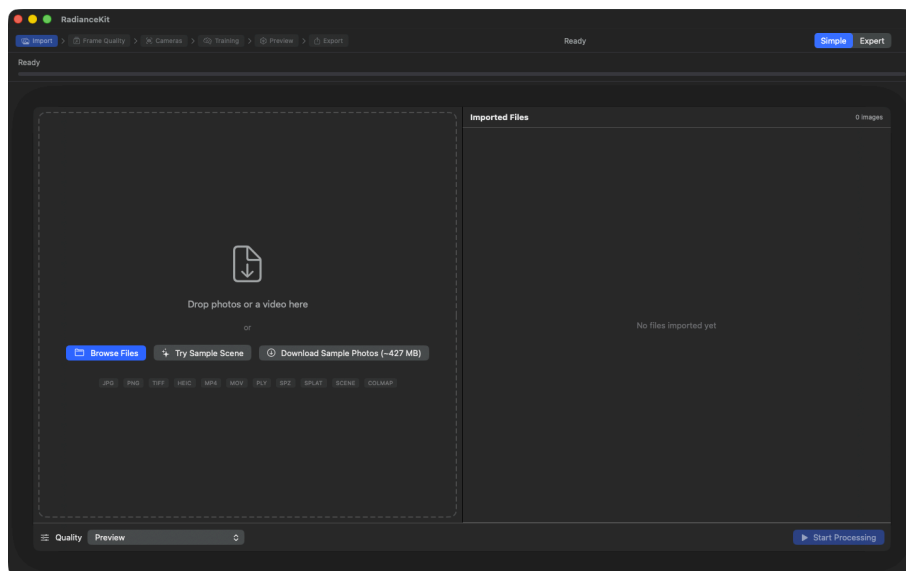 RadianceKit
Import > Frame Quality > Cameras > Training > Preview > Export
Ready
Simple Expert
Ready
Imported Files
0 images
Drop photos or a video here
or
Browse Files
Try Sample Scene
Download Sample Photos (~427 MB)
JPG PNG TIFF HEIC MP4 MOV PLY SPZ SPLAT SCENE COLMAP
No files imported yet
Quality Preview
Start Processing